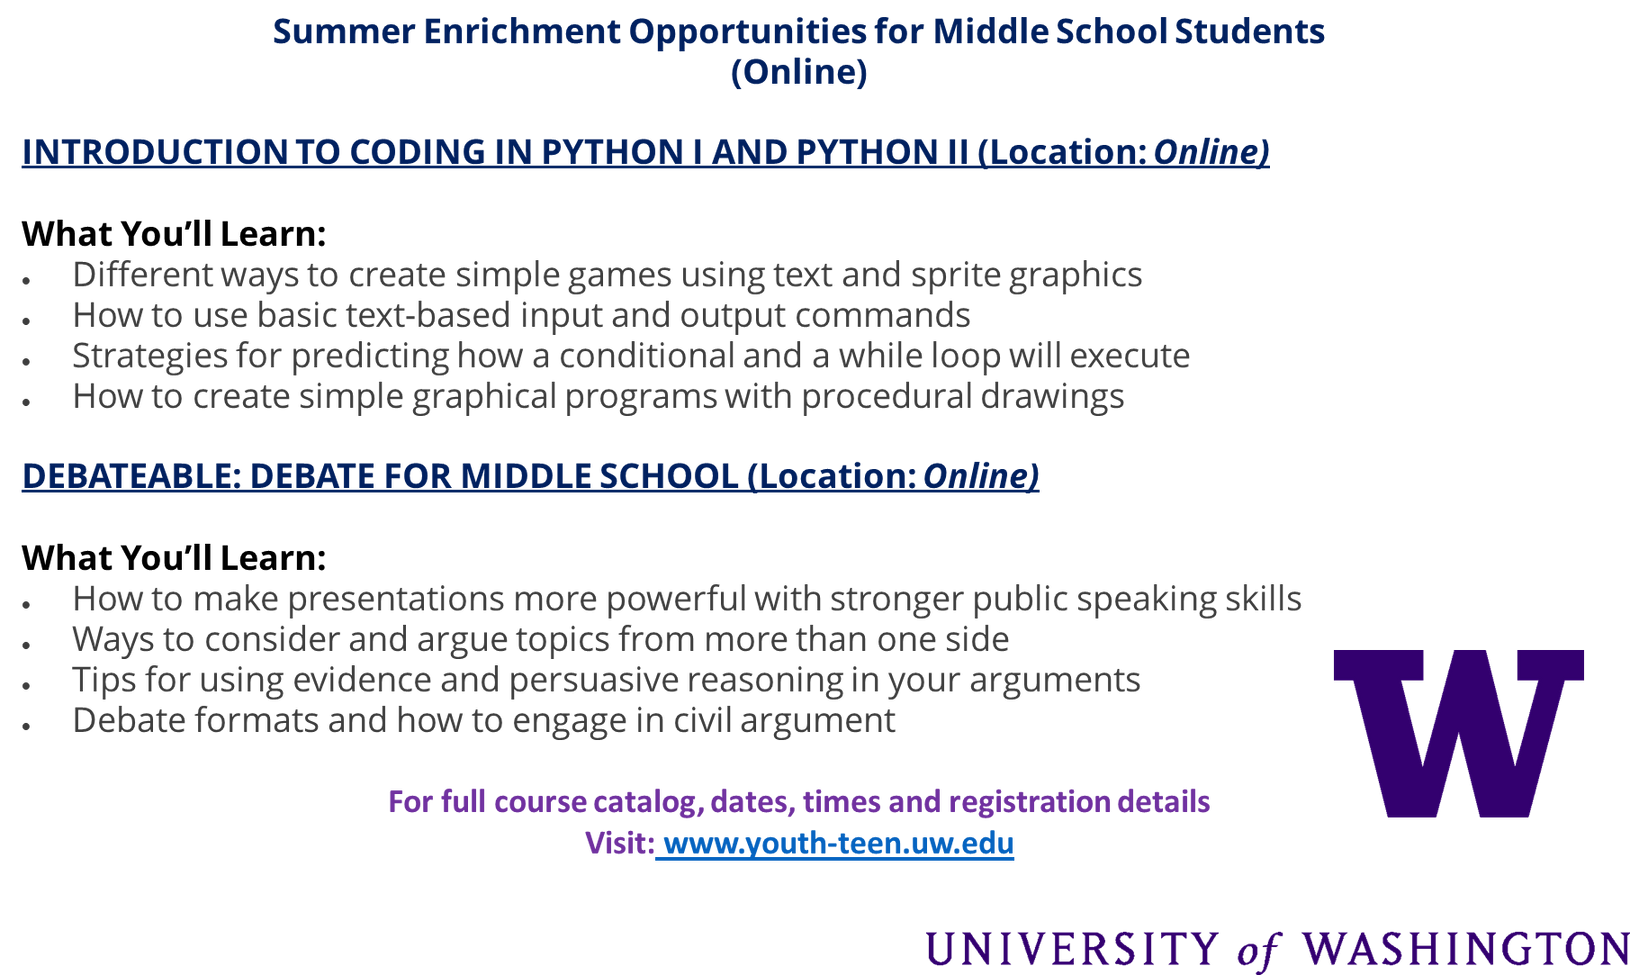 Summer Enrichment Opportunities for Middle School Students
(Online)
INTRODUCTION TO CODING IN PYTHON I AND PYTHON II (Location: Online)
What You’ll Learn:
• Different ways to create simple games using text and sprite graphics
• How to use basic text-based input and output commands
• Strategies for predicting how a conditional and a while loop will execute
• How to create simple graphical programs with procedural drawings
DEBATEABLE: DEBATE FOR MIDDLE SCHOOL (Location: Online)
What You’ll Learn:
• How to make presentations more powerful with stronger public speaking skills
• Ways to consider and argue topics from more than one side
• Tips for using evidence and persuasive reasoning in your arguments
• Debate formats and how to engage in civil argument
W
For full course catalog, dates, times and registration details
Visit: www.youth-teen.uw.edu
UNIVERSITY of WASHINGTON